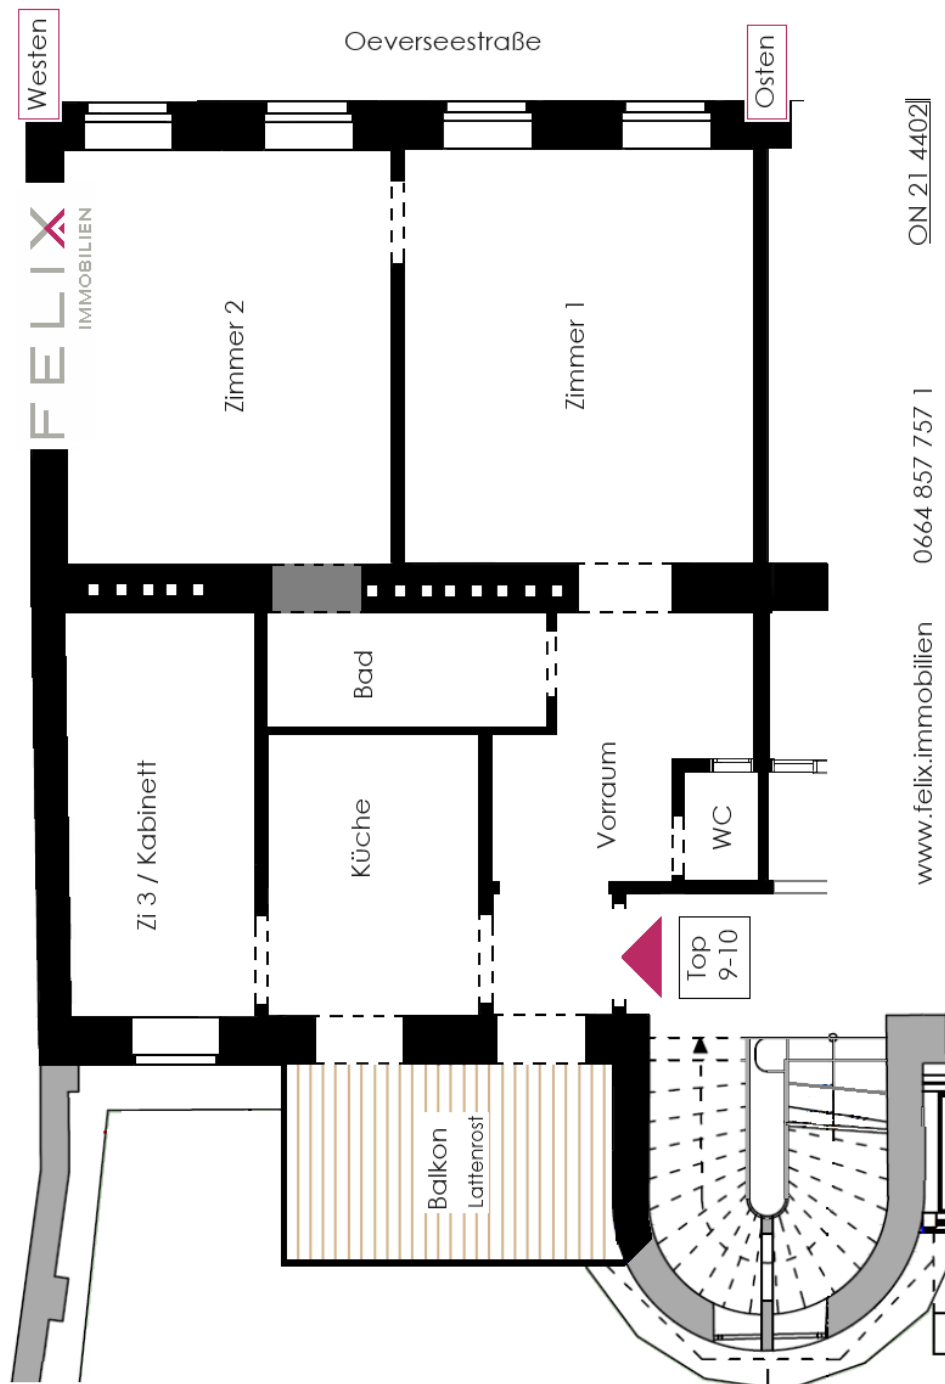 Westen
Oeverseestraße
Osten
FELIX
IMMOBILIEN
Zimmer 2
Zimmer 1
ON 21 4402
0664 857 757 1
www.felix.immobilien
Bad
Zi 3 / Kabinett
Küche
Vorraum
WC
Top
9-10
Balkon
Lattenrost